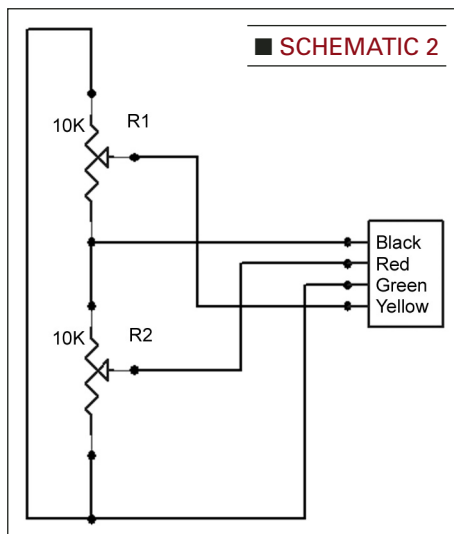 ■ SCHEMATIC 2
10K R1
Black
Red
Green
Yellow
10K R2